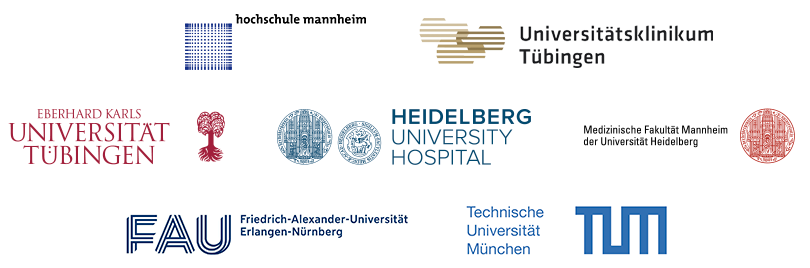 hochschule mannheim
Universitätsklinikum
Tübingen
EBERHARD KARLS
UNIVERSITÄT
TÜBINGEN
HEIDELBERG
UNIVERSITY
HOSPITAL
Medizinische Fakultät Mannheim
der Universität Heidelberg
FAU
Friedrich-Alexander-Universität
Erlangen-Nürnberg
Technische
Universität
München
TUM